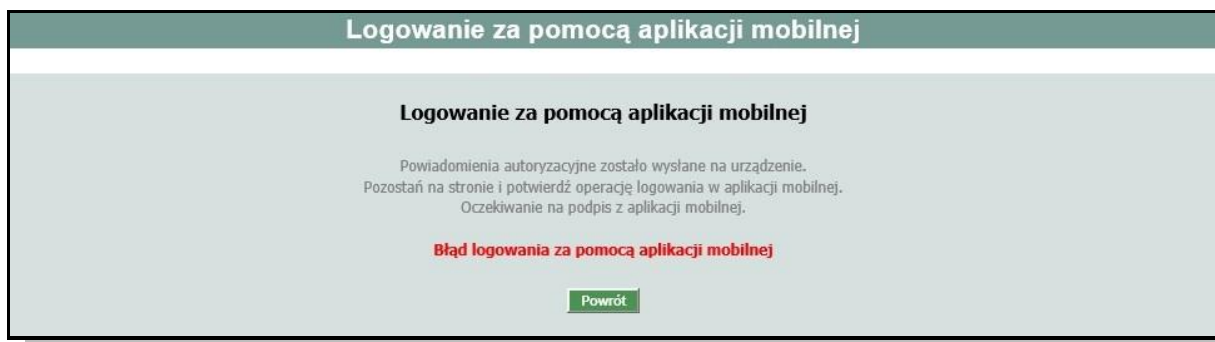 Logowanie za pomocą aplikacji mobilnej
Logowanie za pomocą aplikacji mobilnej
Powiadomienia autoryzacyjne zostało wysłane na urządzenie.
Pozostań na stronie i potwierdź operację logowania w aplikacji mobilnej.
Oczekiwanie na podpis z aplikacji mobilnej.
Błąd logowania za pomocą aplikacji mobilnej
Powrót